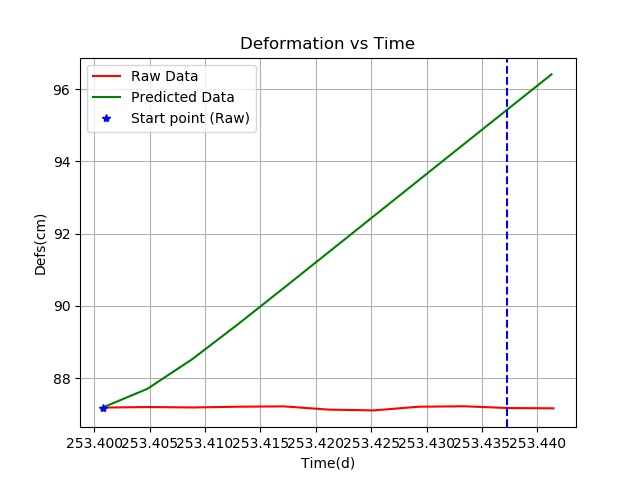 Deformation vs Time
Raw Data
Predicted Data
Start point (Raw)
96
94
92
90
88
Defs(cm)
253.400 253.405 253.410 253.415 253.420 253.425 253.430 253.435 253.440
Time(d)